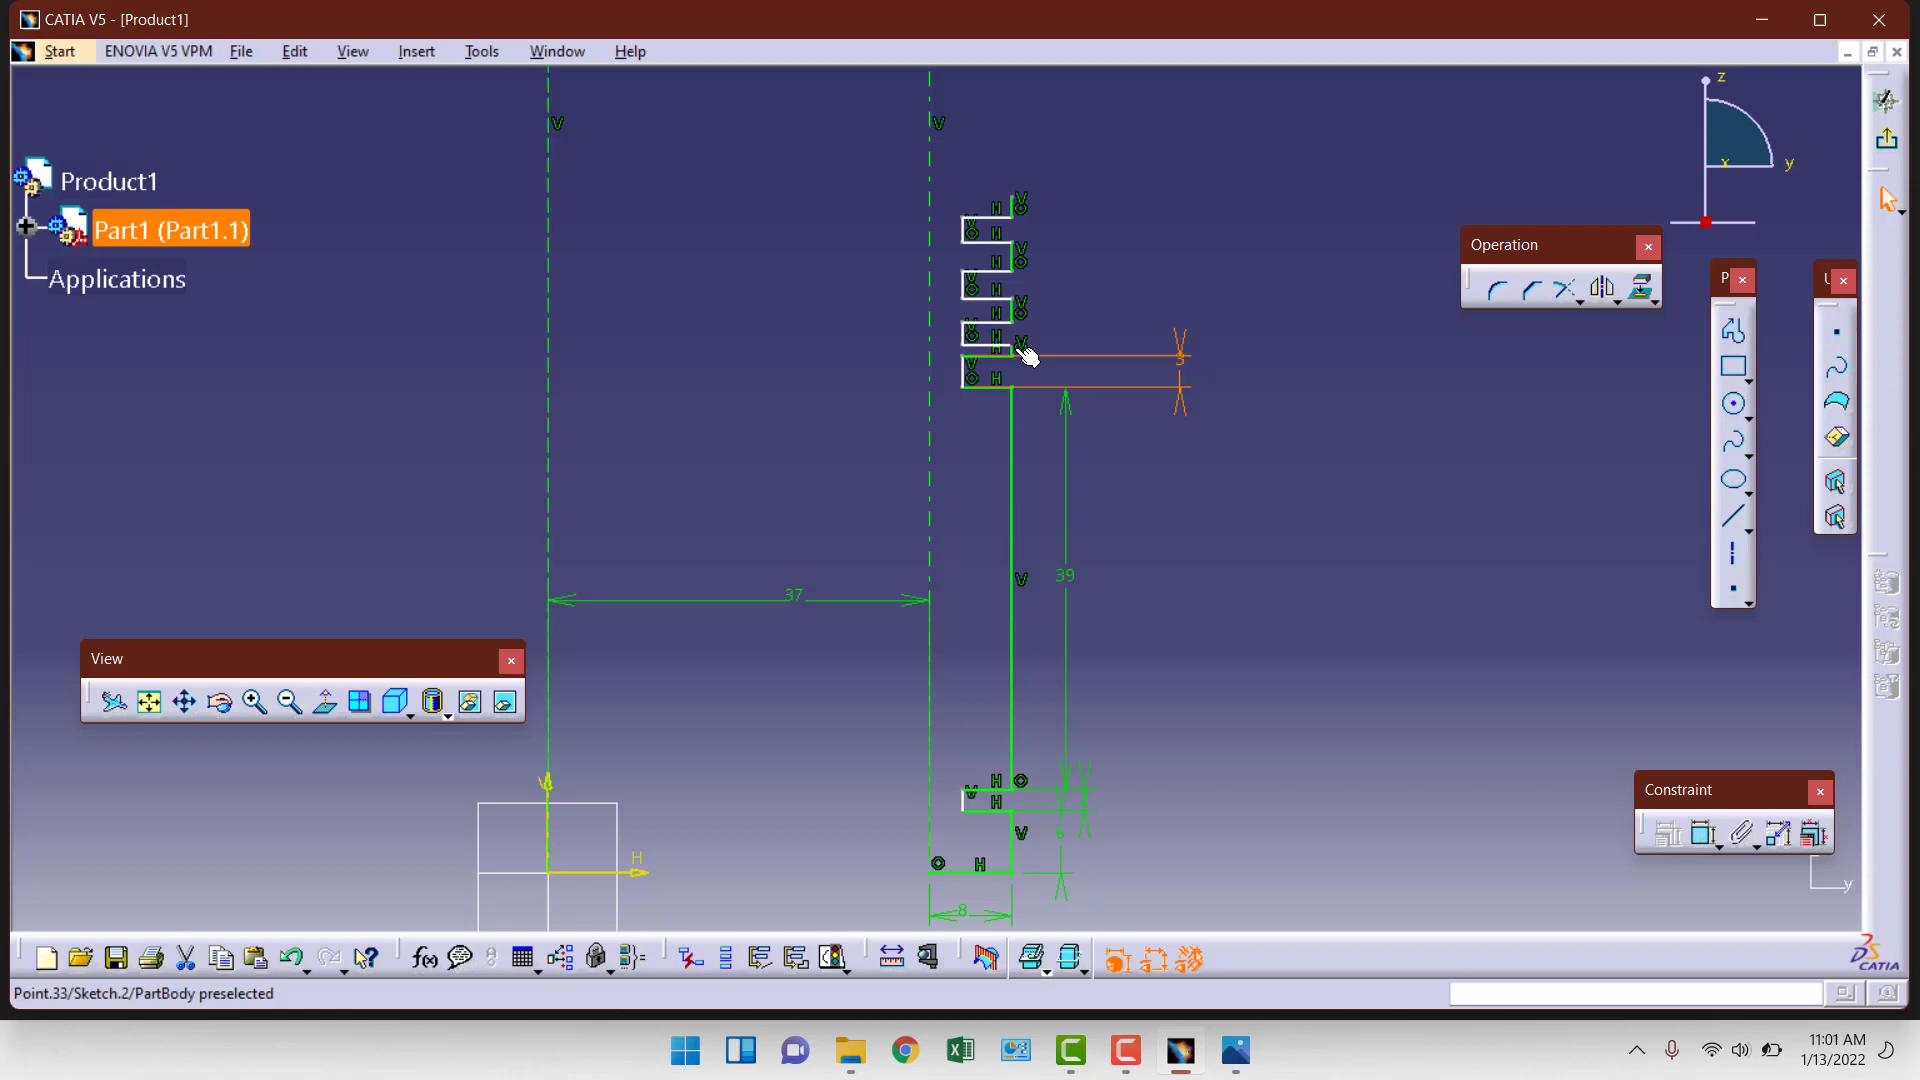 CATIA V5 - [Product1]
Start ENOVIA V5 VPM File Edit View Insert Tools Window Help
Product1
Part1 (Part1.1)
Applications
V
V
z
x
y
Operation
P
V
H
H
V
H
H
V
V
H
H
V
V
H
H
V
H
V
H
3
V
39
37
View
V
H
H
V
H
V
6
H
H
8
Constraint
y
f(x)
CATIA
Point.33/Sketch.2/PartBody preselected
11:01 AM
1/13/2022